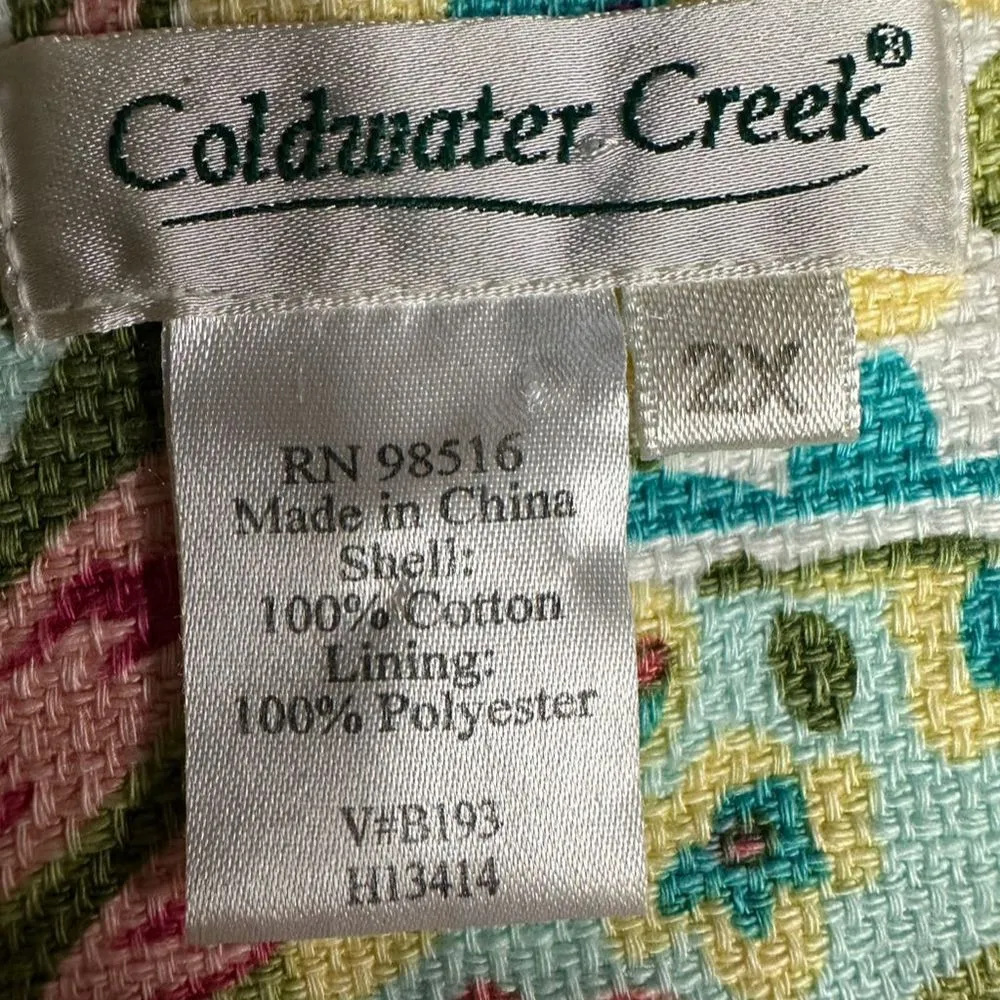 Coldwater Creek®
2X
RN 98516
Made in China
Shell:
100% Cotton
Lining:
100% Polyester
V#B193
H13414